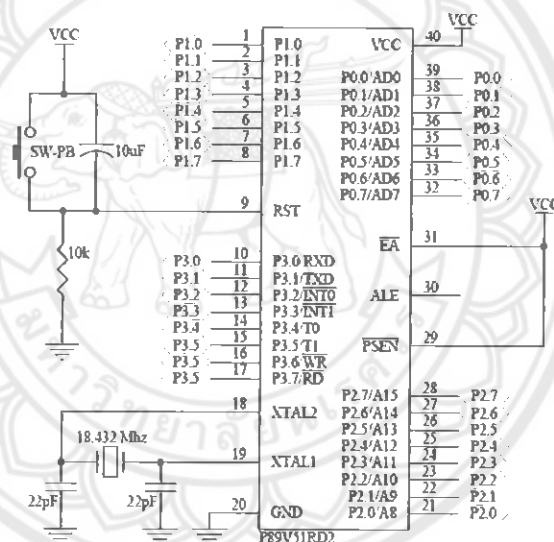 VCC
SW-PB
10uF
10k
18.432 Mhz
22pF
22pF
P1.0 1 P1.0
P1.1 2 P1.1
P1.2 3 P1.2
P1.3 4 P1.3
P1.4 5 P1.4
P1.5 6 P1.5
P1.6 7 P1.6
P1.7 8 P1.7
9 RST
P3.0 10 P3.0 RXD
P3.1 11 P3.1/TXD
P3.2 12 P3.2/INT0
P3.3 13 P3.3/INT1
P3.4 14 P3.4/T0
P3.5 15 P3.5/T1
P3.5 16 P3.6/WR
P3.5 17 P3.7/RD
18 XTAL2
19 XTAL1
20 GND
VCC 40 VCC
P0.0/AD0 39 P0.0
P0.1/AD1 38 P0.1
P0.2/AD2 37 P0.2
P0.3/AD3 36 P0.3
P0.4/AD4 35 P0.4
P0.5/AD5 34 P0.5
P0.6/AD6 33 P0.6
P0.7/AD7 32 P0.7
VCC
EA 31
ALE 30
PSEN 29
P2.7/A15 28 P2.7
P2.6/A14 27 P2.6
P2.5/A13 26 P2.5
P2.4/A12 25 P2.4
P2.3/A11 24 P2.3
P2.2/A10 23 P2.2
P2.1/A9 22 P2.1
P2.0/A8 21 P2.0
P89V51RD2